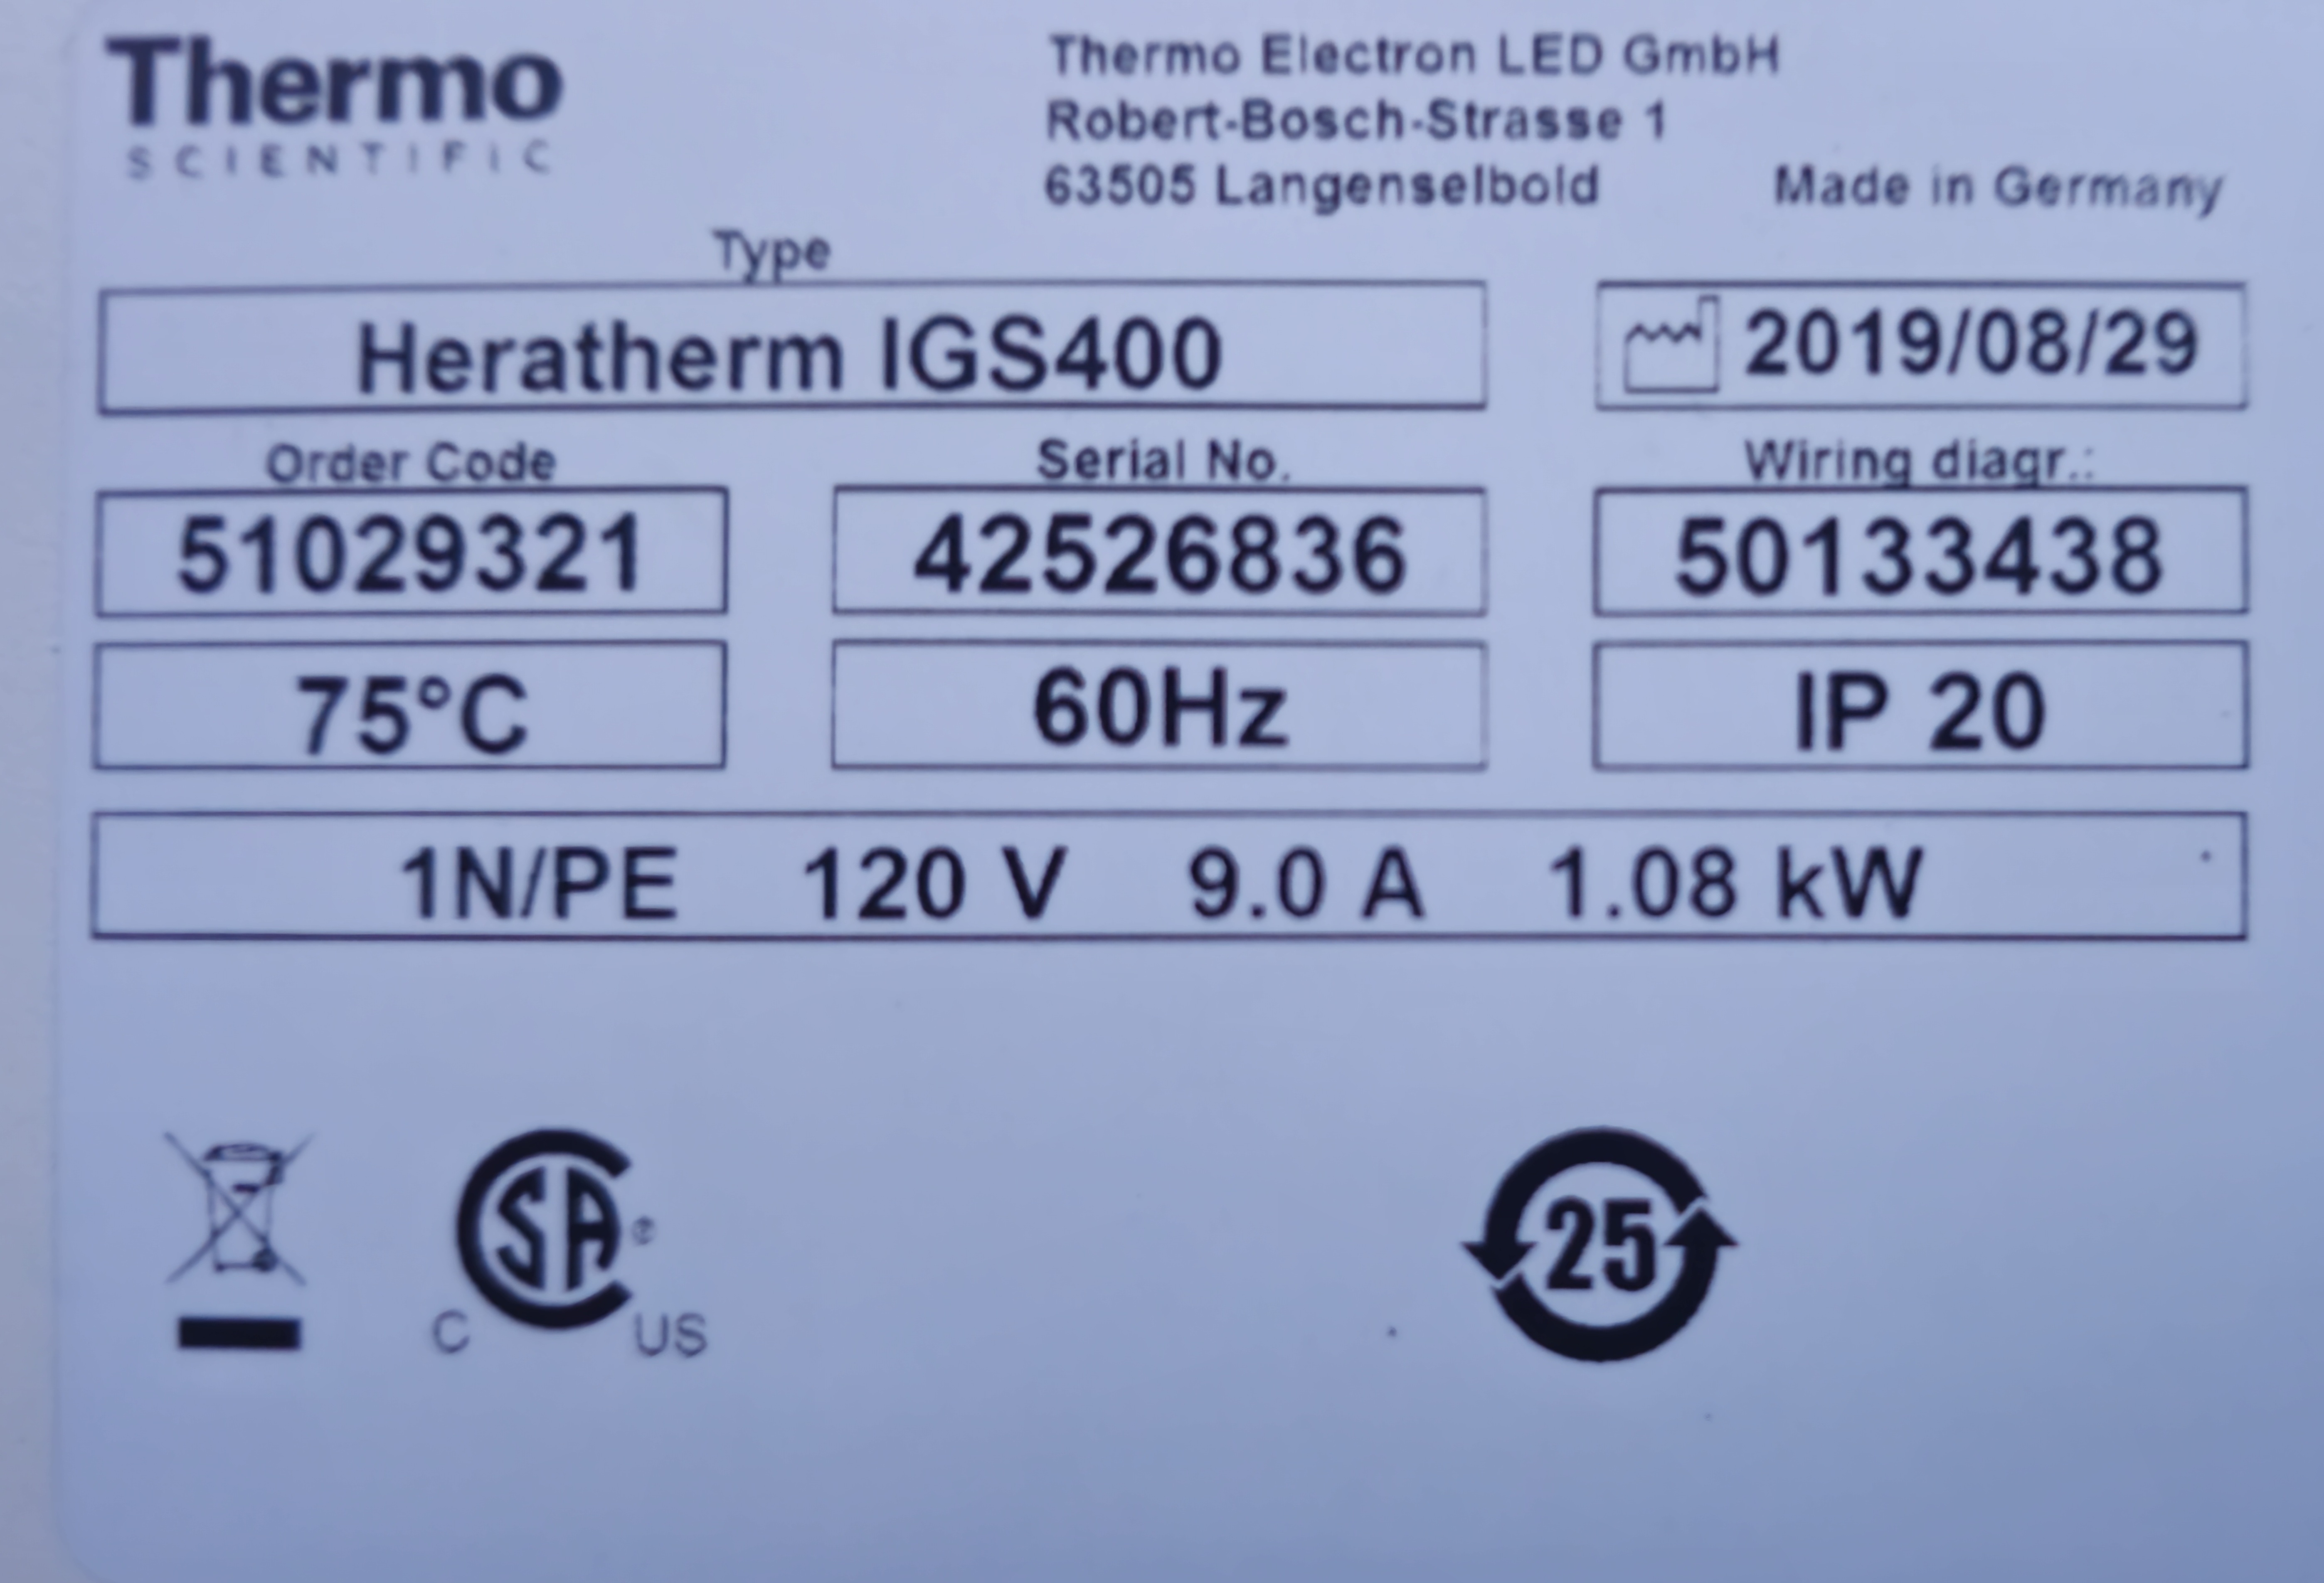 Thermo
SCIENTIFIC
Thermo Electron LED GmbH
Robert-Bosch-Strasse 1
63505 Langenselbold
Made in Germany
Type
Heratherm IGS400
2019/08/29
Order Code
Serial No.
Wiring diagr.:
51029321
42526836
50133438
75°C
60Hz
IP 20
1N/PE 120 V 9.0 A 1.08 kW
SA ®
C US
25